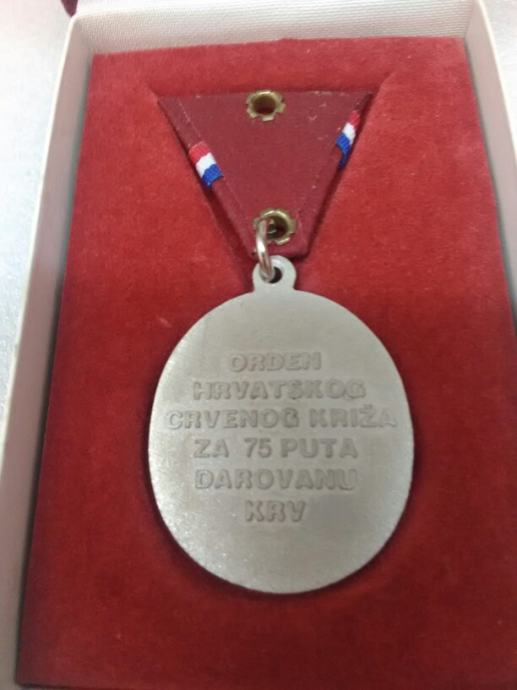 ORDEN
HRVATSKOG
CRVENOG KRIŽA
ZA 75 PUTA
DAROVANU
KRV